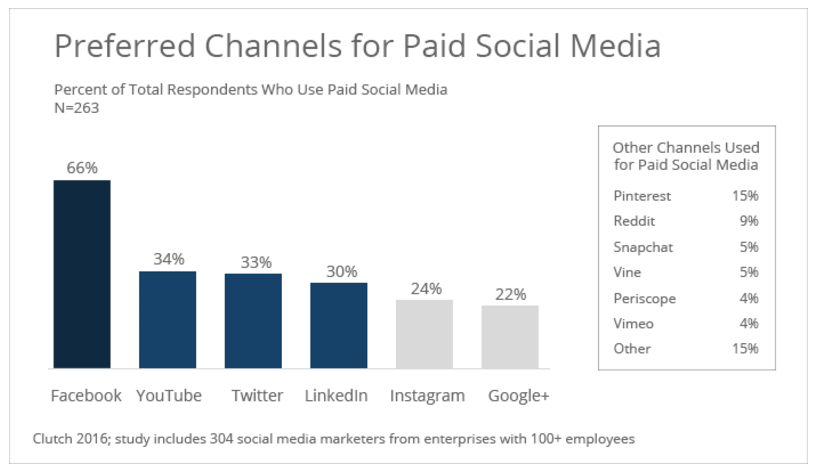 Preferred Channels for Paid Social Media
Percent of Total Respondents Who Use Paid Social Media
N=263
66%
34%
33%
30%
24%
22%
Facebook
YouTube
Twitter
LinkedIn
Instagram
Google+
Other Channels Used
for Paid Social Media
Pinterest 15%
Reddit 9%
Snapchat 5%
Vine 5%
Periscope 4%
Vimeo 4%
Other 15%
Clutch 2016; study includes 304 social media marketers from enterprises with 100+ employees